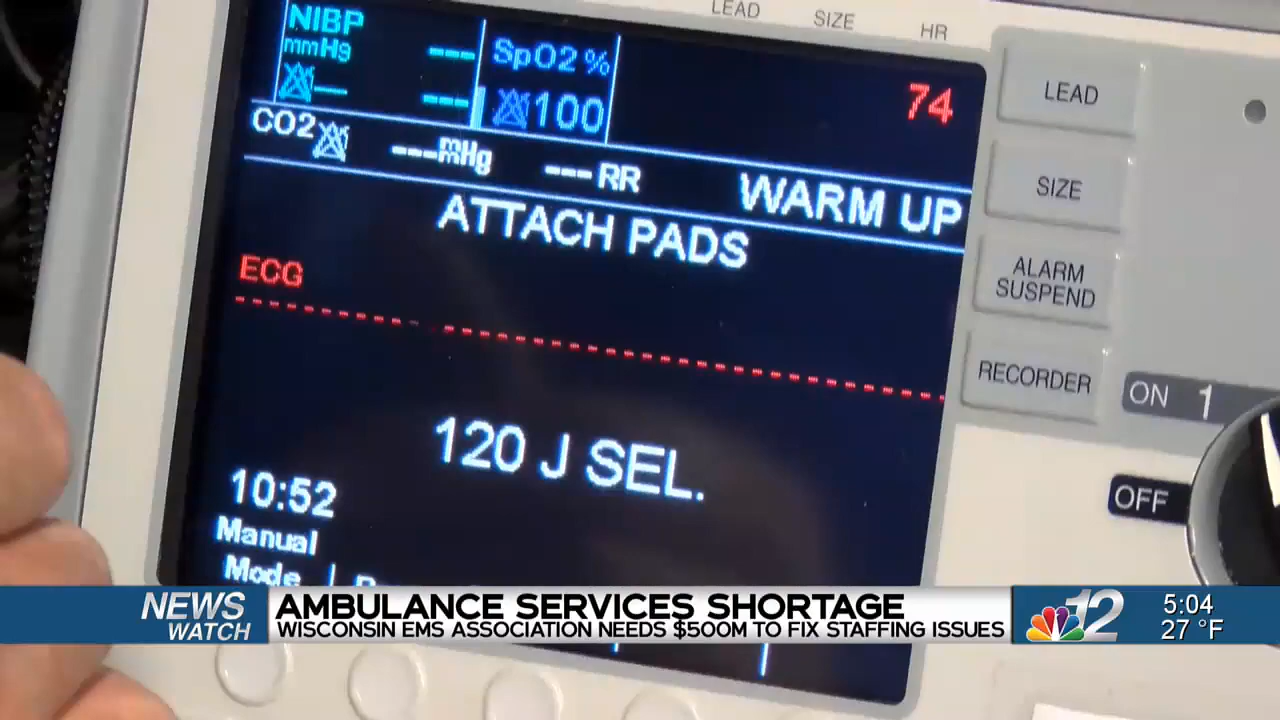 LEAD SIZE HR
NIBP
mmHg ---
---
SpO2 %
100
74
CO2 ---mHg --- RR
WARM UP
ATTACH PADS
ECG
120 J SEL.
10:52
Manual
Mode
LEAD
SIZE
ALARM
SUSPEND
RECORDER
ON 1
OFF
NEWS
WATCH
AMBULANCE SERVICES SHORTAGE
WISCONSIN EMS ASSOCIATION NEEDS $500M TO FIX STAFFING ISSUES
12
5:04
27 °F